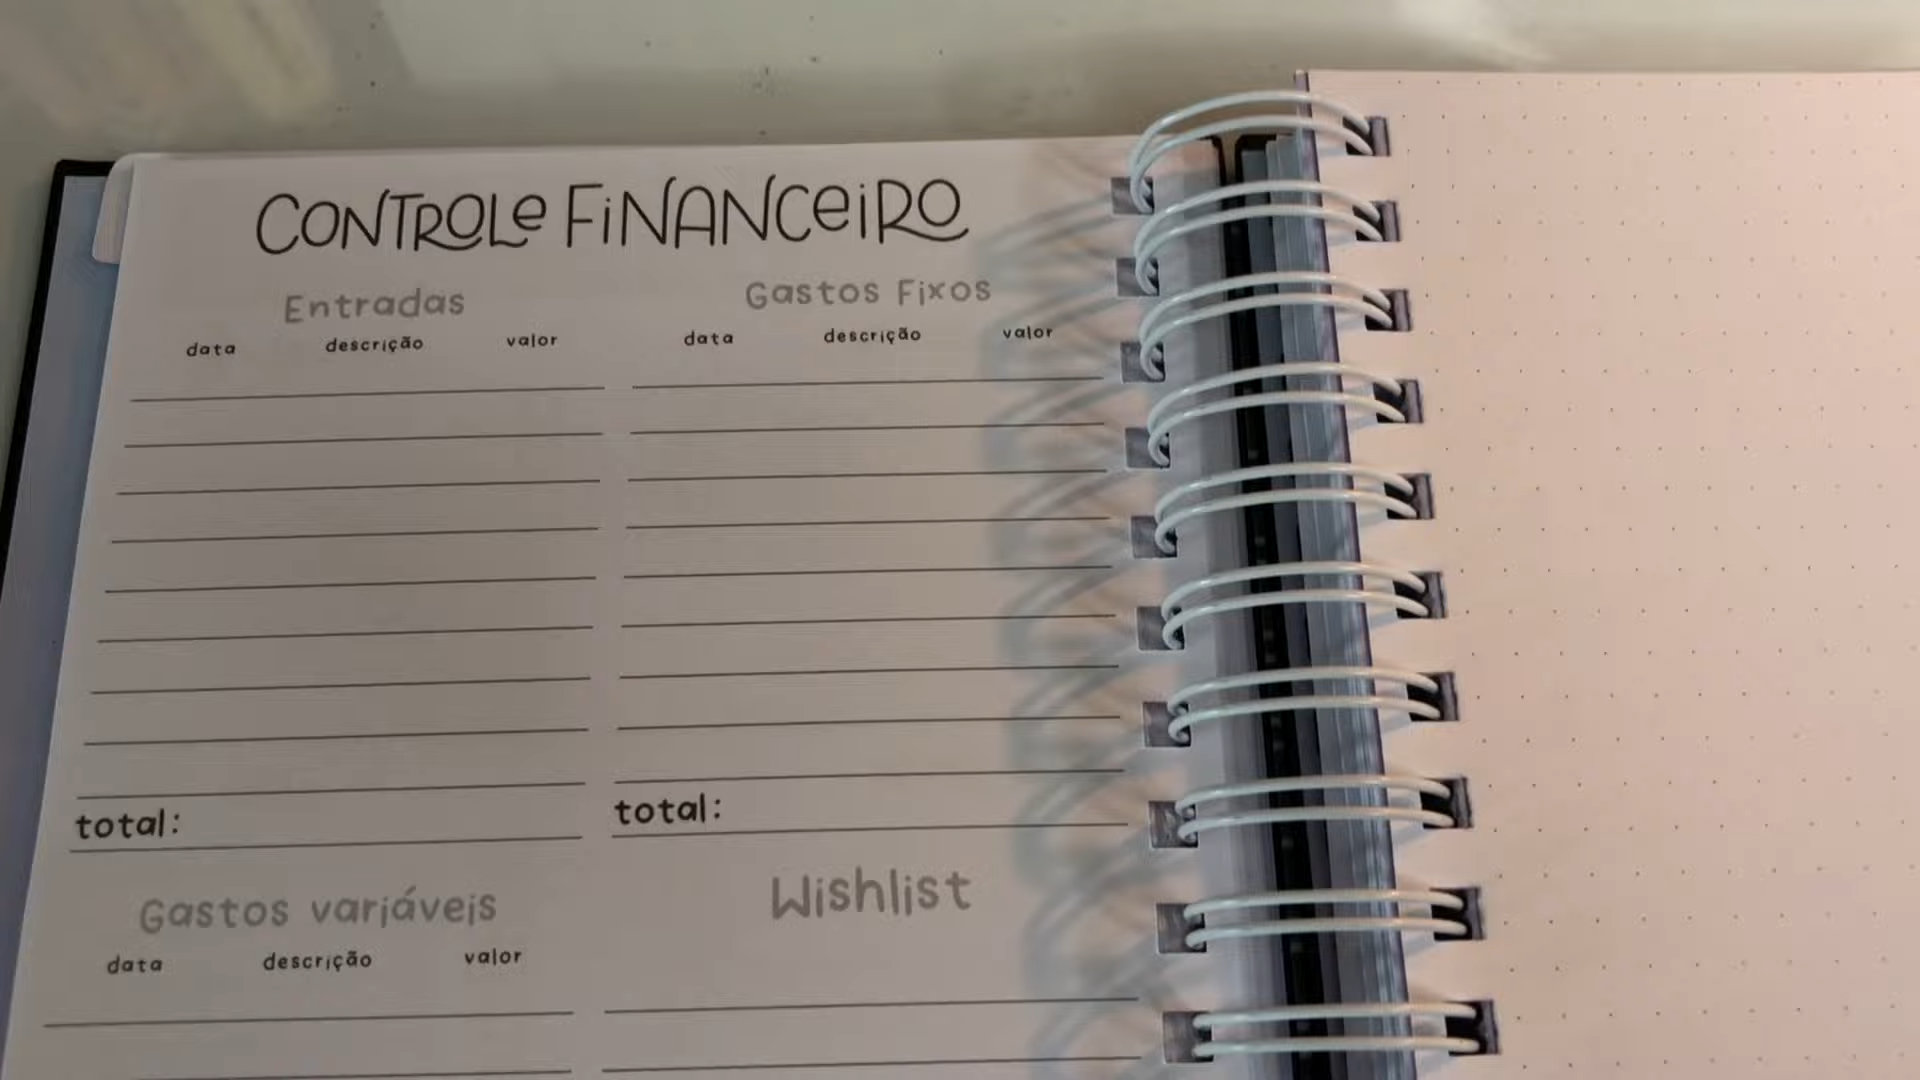 CONTROLe FiNANCeiRO
Entradas
data descrição valor
total:
Gastos Fixos
data descrição valor
total:
Gastos variáveis
data descrição valor
Wishlist